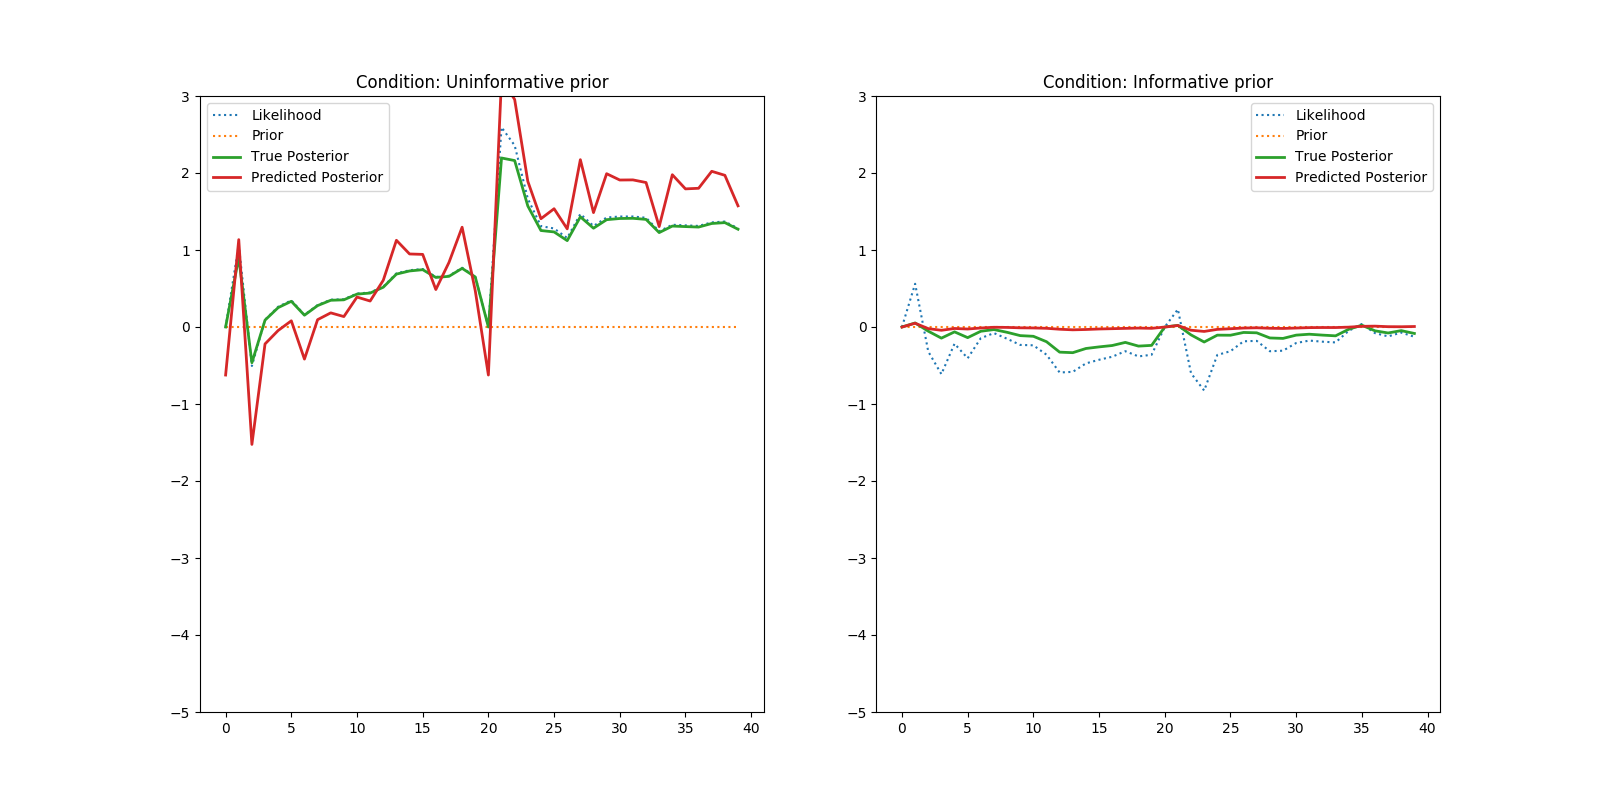 Condition: Uninformative prior
3
2
1
0
−1
−2
−3
−4
−5
Likelihood
Prior
True Posterior
Predicted Posterior
0 5 10 15 20 25 30 35 40
Condition: Informative prior
3
2
1
0
−1
−2
−3
−4
−5
Likelihood
Prior
True Posterior
Predicted Posterior
0 5 10 15 20 25 30 35 40